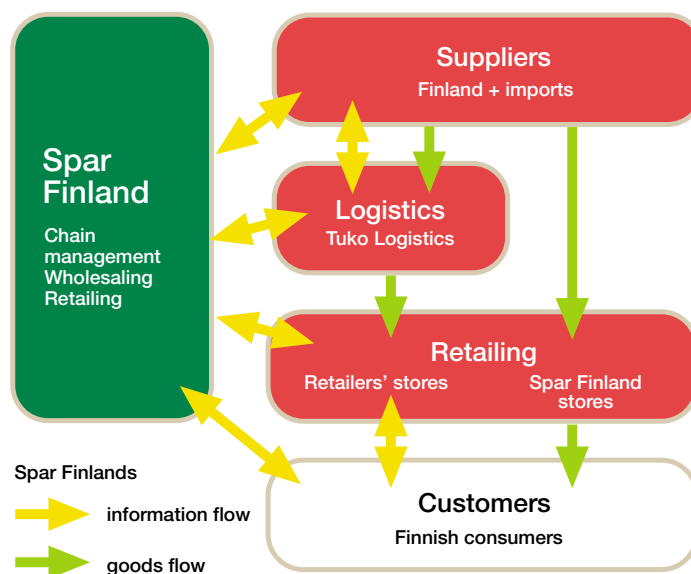 Suppliers
Finland + imports
Spar
Finland
Chain
management
Wholesaling
Retailing
Logistics
Tuko Logistics
Retailing
Retailers’ stores
Spar Finland
stores
Customers
Finnish consumers
Spar Finlands
information flow
goods flow